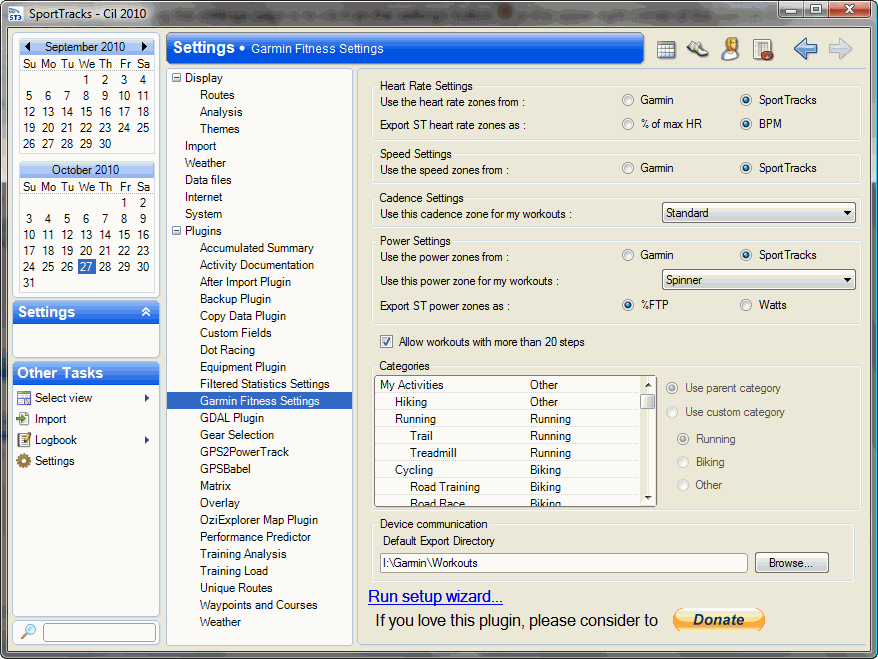 SportTracks - Cil 2010
September 2010
Su Mo Tu We Th Fr Sa
1 2 3 4
5 6 7 8 9 10 11
12 13 14 15 16 17 18
19 20 21 22 23 24 25
26 27 28 29 30
October 2010
Su Mo Tu We Th Fr Sa
1 2
3 4 5 6 7 8 9
10 11 12 13 14 15 16
17 18 19 20 21 22 23
24 25 26 27 28 29 30
31
Settings
Other Tasks
Select view
Import
Logbook
Settings
Settings • Garmin Fitness Settings
Display
Routes
Analysis
Themes
Import
Weather
Data files
Internet
System
Plugins
Accumulated Summary
Activity Documentation
After Import Plugin
Backup Plugin
Copy Data Plugin
Custom Fields
Dot Racing
Equipment Plugin
Filtered Statistics Settings
Garmin Fitness Settings
GDAL Plugin
Gear Selection
GPS2PowerTrack
GPSBabel
Matrix
Overlay
OziExplorer Map Plugin
Performance Predictor
Training Analysis
Training Load
Unique Routes
Waypoints and Courses
Weather
Heart Rate Settings
Use the heart rate zones from : Garmin SportTracks
Export ST heart rate zones as : % of max HR BPM
Speed Settings
Use the speed zones from : Garmin SportTracks
Cadence Settings
Use this cadence zone for my workouts : Standard
Power Settings
Use the power zones from : Garmin SportTracks
Use this power zone for my workouts : Spinner
Export ST power zones as : %FTP Watts
Allow workouts with more than 20 steps
Categories
My Activities Other
Hiking Other
Running Running
Trail Running
Treadmill Running
Cycling Biking
Road Training Biking
Road Race Biking
Use parent category
Use custom category
Running
Biking
Other
Device communication
Default Export Directory
I:\Garmin\Workouts Browse...
Run setup wizard...
If you love this plugin, please consider to Donate